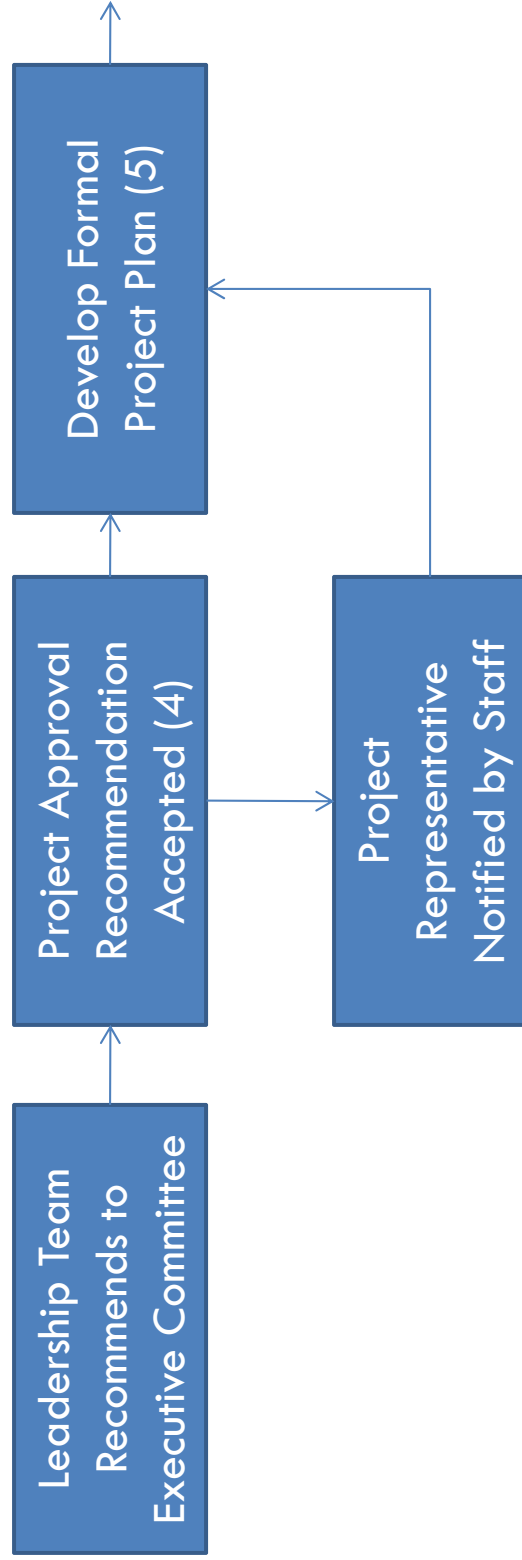 Leadership Team
Recommends to
Executive Committee
Project Approval
Recommendation
Accepted (4)
Develop Formal
Project Plan (5)
Project
Representative
Notified by Staff